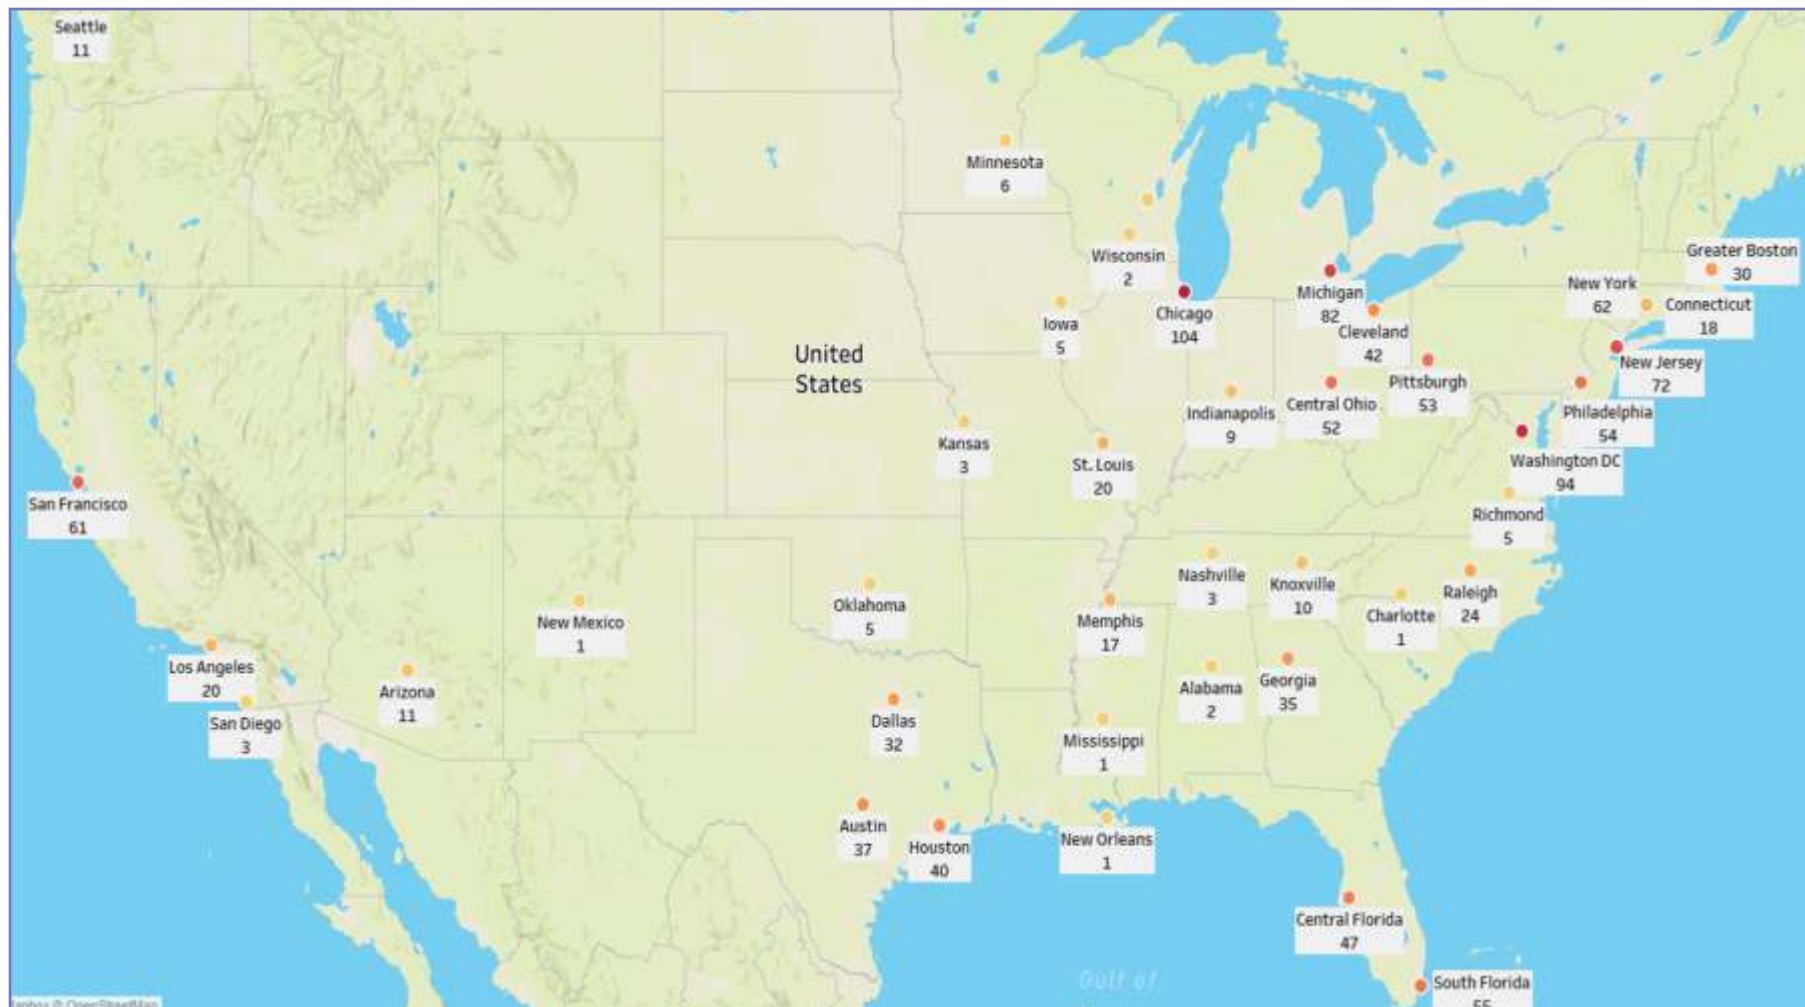 Seattle
11
Minnesota
6
Wisconsin
2
Greater Boston
30
New York
62
Connecticut
18
Michigan
82
Chicago
104
Iowa
5
Cleveland
42
United
States
New Jersey
72
Pittsburgh
53
Central Ohio
52
Indianapolis
9
Philadelphia
54
Kansas
3
St. Louis
20
Washington DC
94
San Francisco
61
Richmond
5
Nashville
3
Knoxville
10
Raleigh
24
Oklahoma
5
Charlotte
1
New Mexico
1
Memphis
17
Los Angeles
20
Arizona
11
Alabama
2
Georgia
35
San Diego
3
Dallas
32
Mississippi
1
Austin
37
Houston
40
New Orleans
1
Central Florida
47
Gulf of
South Florida
55
© OpenStreetMap